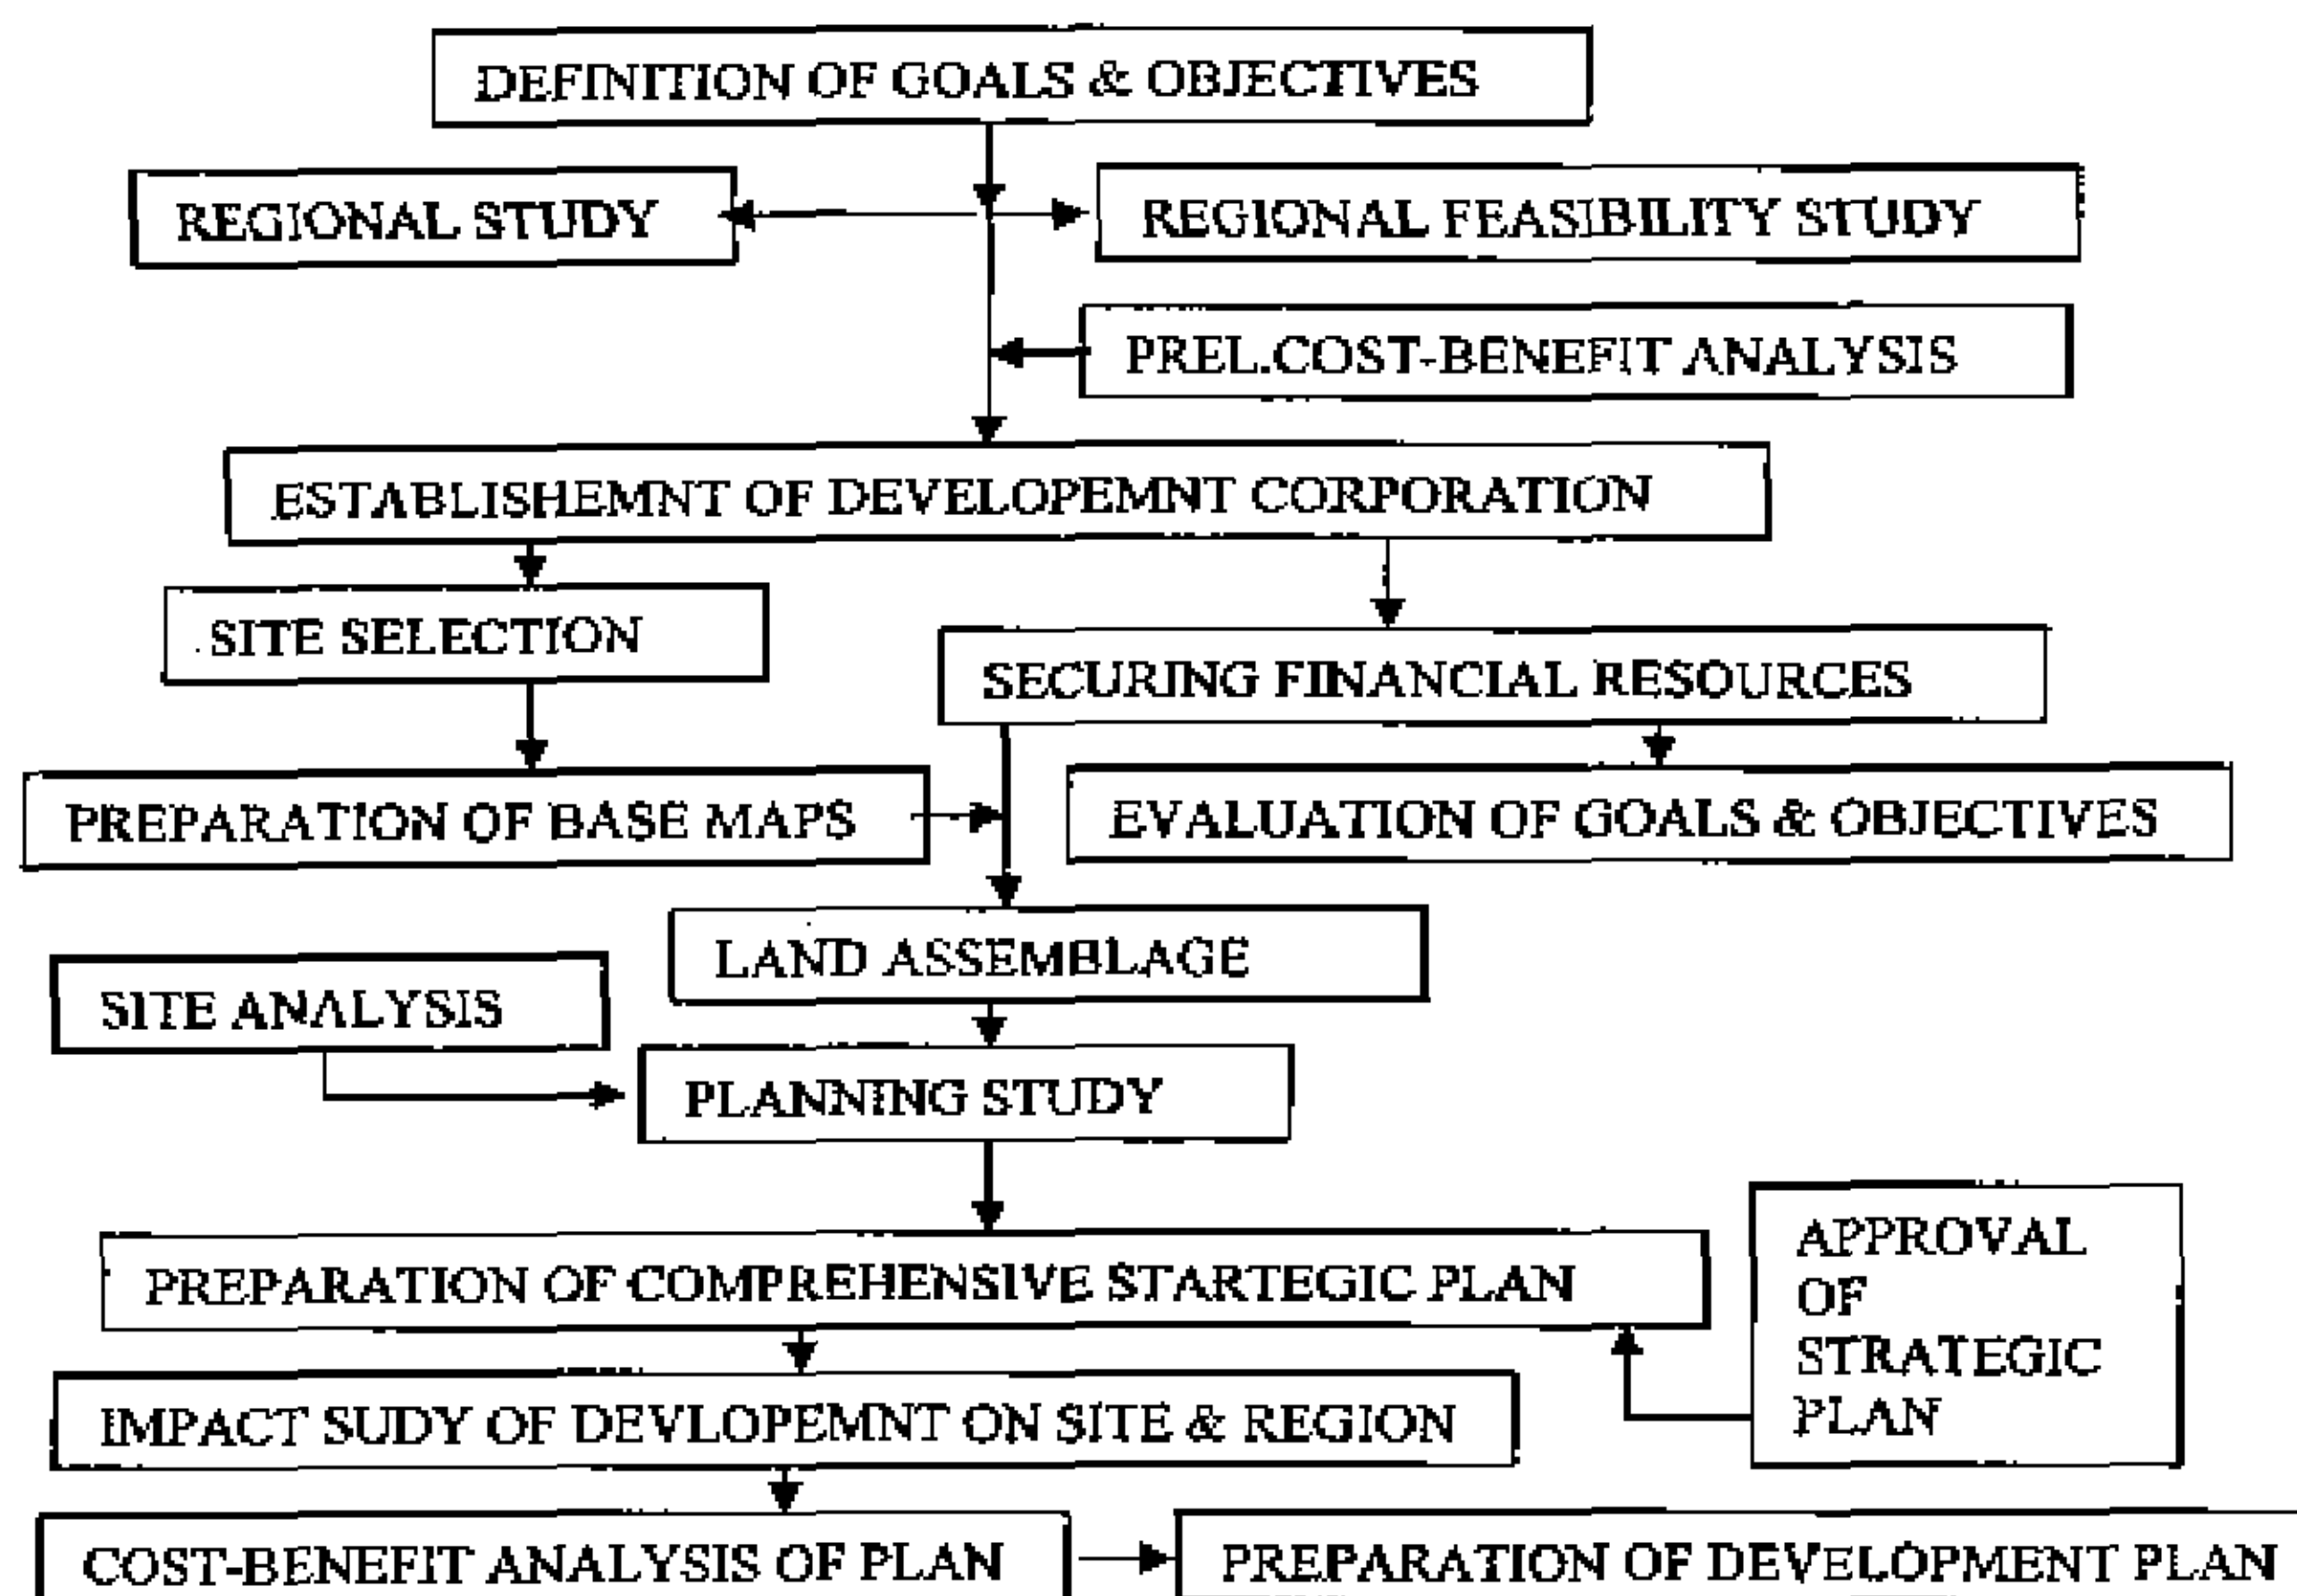 DEFINITION OF GOALS & OBJECTIVES
REGIONAL STUDY
REGIONAL FEASIBILITY STUDY
PREL.COST-BENEFIT ANALYSIS
ESTABLISHEMNT OF DEVELOPEMNT CORPORATION
SITE SELECTION
SECURING FINANCIAL RESOURCES
PREPARATION OF BASE MAPS
EVALUATION OF GOALS & OBJECTIVES
LAND ASSEMBLAGE
SITE ANALYSIS
PLANNING STUDY
PREPARATION OF COMPREHENSIVE STARTEGIC PLAN
APPROVAL
OF
STRATEGIC
PLAN
IMPACT SUDY OF DEVLOPEMNT ON SITE & REGION
COST-BENEFIT ANALYSIS OF PLAN
PREPARATION OF DEVELOPMENT PLAN